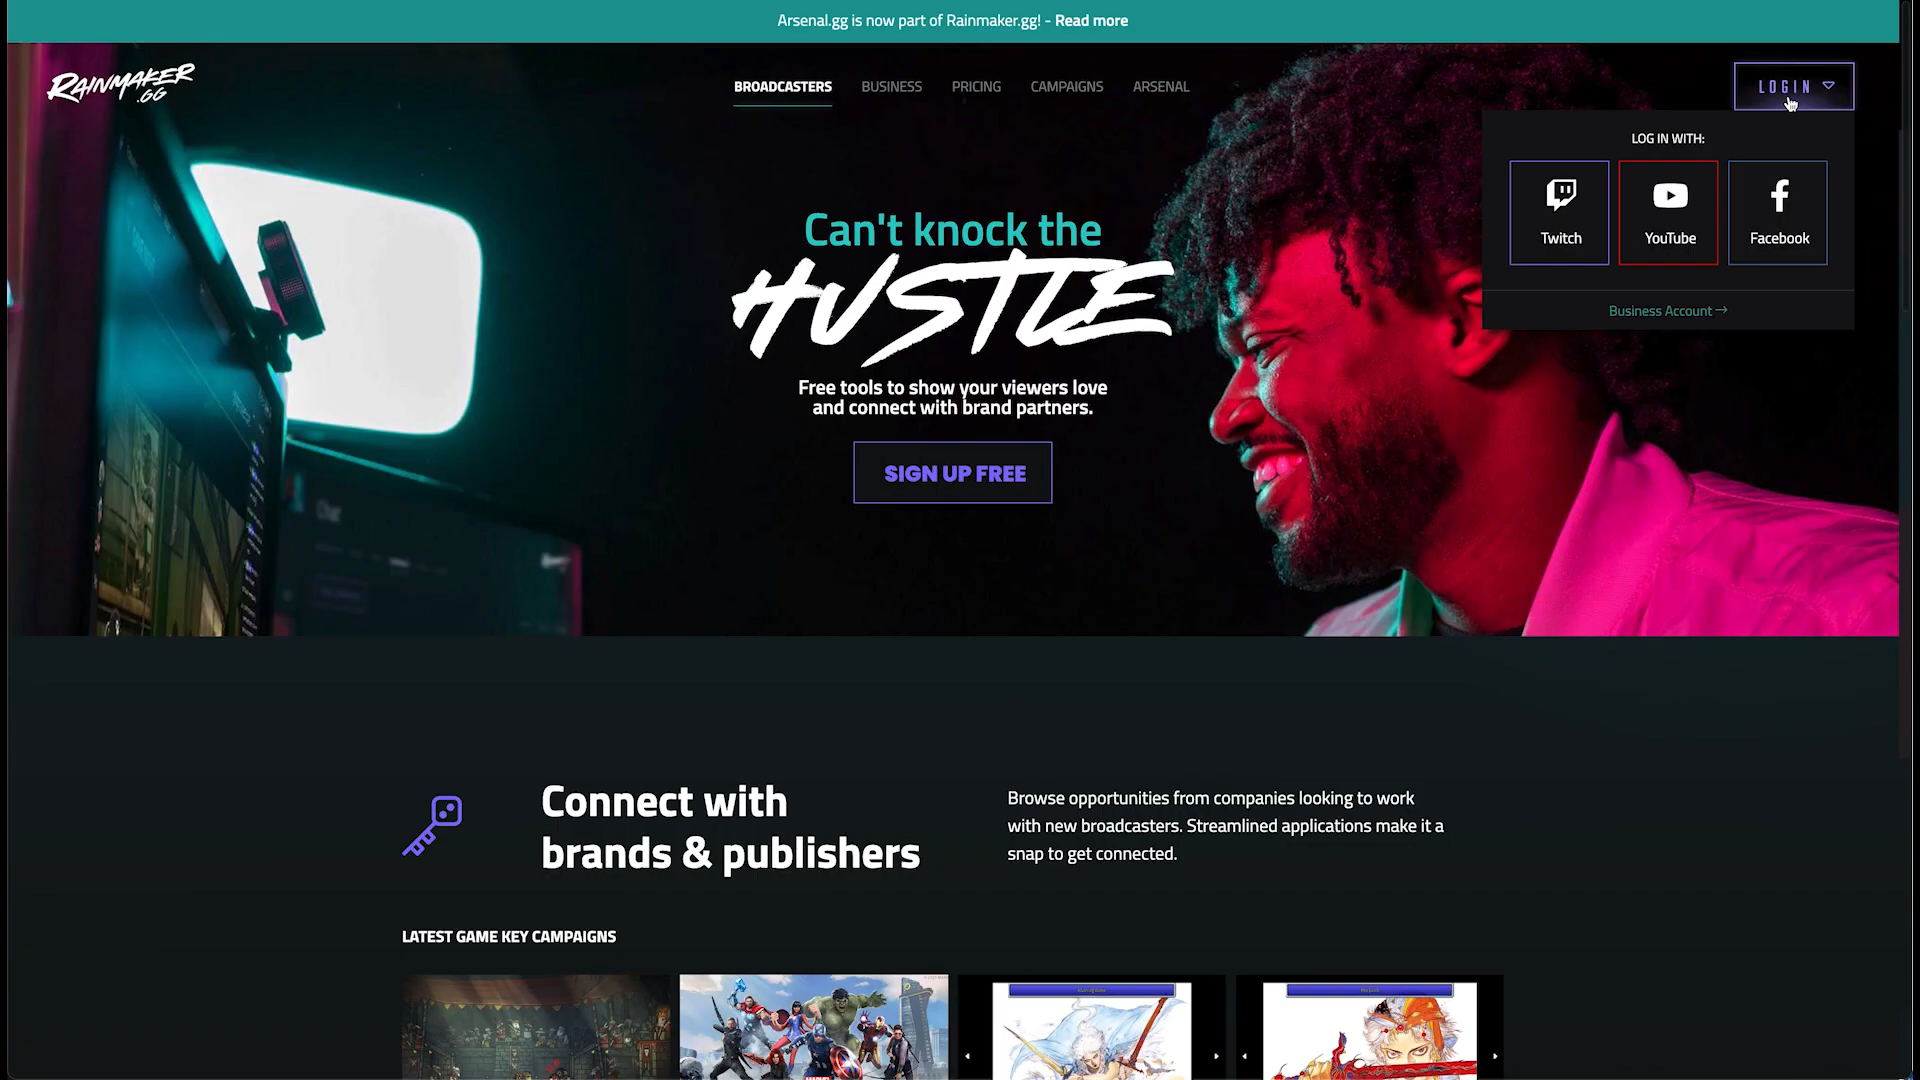 Arsenal.gg is now part of Rainmaker.gg! - Read more
RAINMAKER
.GG
BROADCASTERS
BUSINESS
PRICING
CAMPAIGNS
ARSENAL
LOGIN
LOG IN WITH:
Twitch
YouTube
Facebook
Business Account →
Can't knock the
HUSTLE
Free tools to show your viewers love
and connect with brand partners.
SIGN UP FREE
Connect with
brands & publishers
Browse opportunities from companies looking to work
with new broadcasters. Streamlined applications make it a
snap to get connected.
LATEST GAME KEY CAMPAIGNS